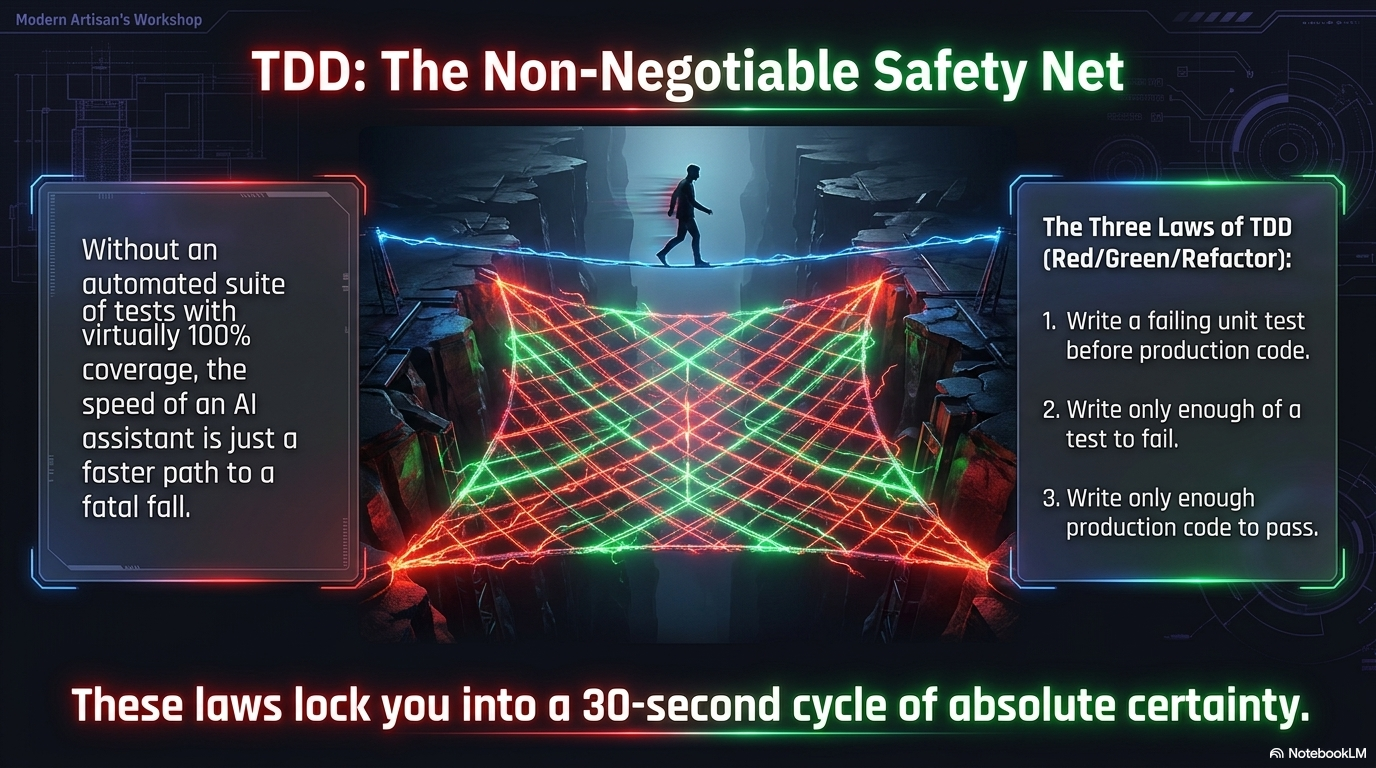 Modern Artisan's Workshop
TDD: The Non-Negotiable Safety Net
Without an
automated suite
of tests with
virtually 100%
coverage, the
speed of an AI
assistant is just a
faster path to a
fatal fall.
The Three Laws of TDD
(Red/Green/Refactor):
1. Write a failing unit test
before production code.
2. Write only enough of a
test to fail.
3. Write only enough
production code to pass.
These laws lock you into a 30-second cycle of absolute certainty.
NotebookLM